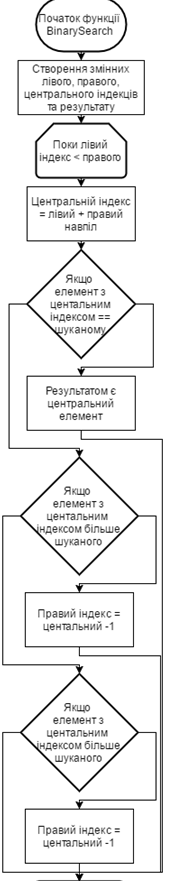 Початок функції
BinarySearch
Створення змінних
лівого, правого,
центрального індекців
та результату
Поки лівий
індекс < правого
Центральній індекс
= лівий + правий
навпіл
Якщо
елемент з
центальним
індексом ==
шуканому
Результатом є
центральний
елемент
Якщо
елемент з
центальним
індексом більше
шуканого
Правий індекс =
центальний -1
Якщо
елемент з
центальним
індексом більше
шуканого
Правий індекс =
центальний -1